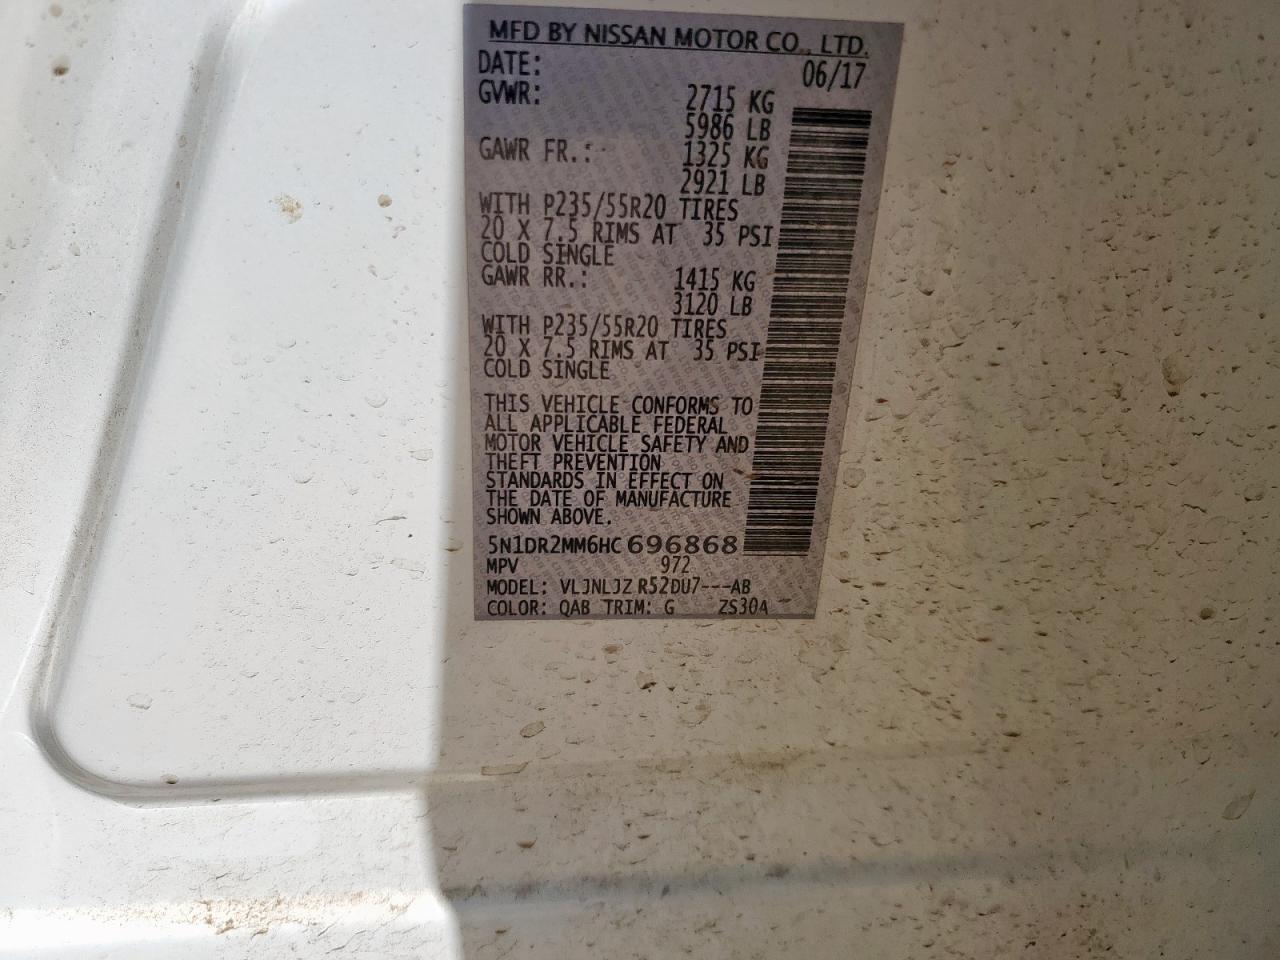 MFD BY NISSAN MOTOR CO., LTD.
DATE: 06/17
GVWR: 2715 KG
5986 LB
GAWR FR.: 1325 KG
2921 LB
WITH P235/55R20 TIRES
20 X 7.5 RIMS AT 35 PSI
COLD SINGLE
GAWR RR.: 1415 KG
3120 LB
WITH P235/55R20 TIRES
20 X 7.5 RIMS AT 35 PSI
COLD SINGLE
THIS VEHICLE CONFORMS TO
ALL APPLICABLE FEDERAL
MOTOR VEHICLE SAFETY AND
THEFT PREVENTION
STANDARDS IN EFFECT ON
THE DATE OF MANUFACTURE
SHOWN ABOVE.
5N1DR2MM6HC696868
MPV 972
MODEL: VLJNLJZ R52DU7---AB
COLOR: QAB TRIM: G ZS30A